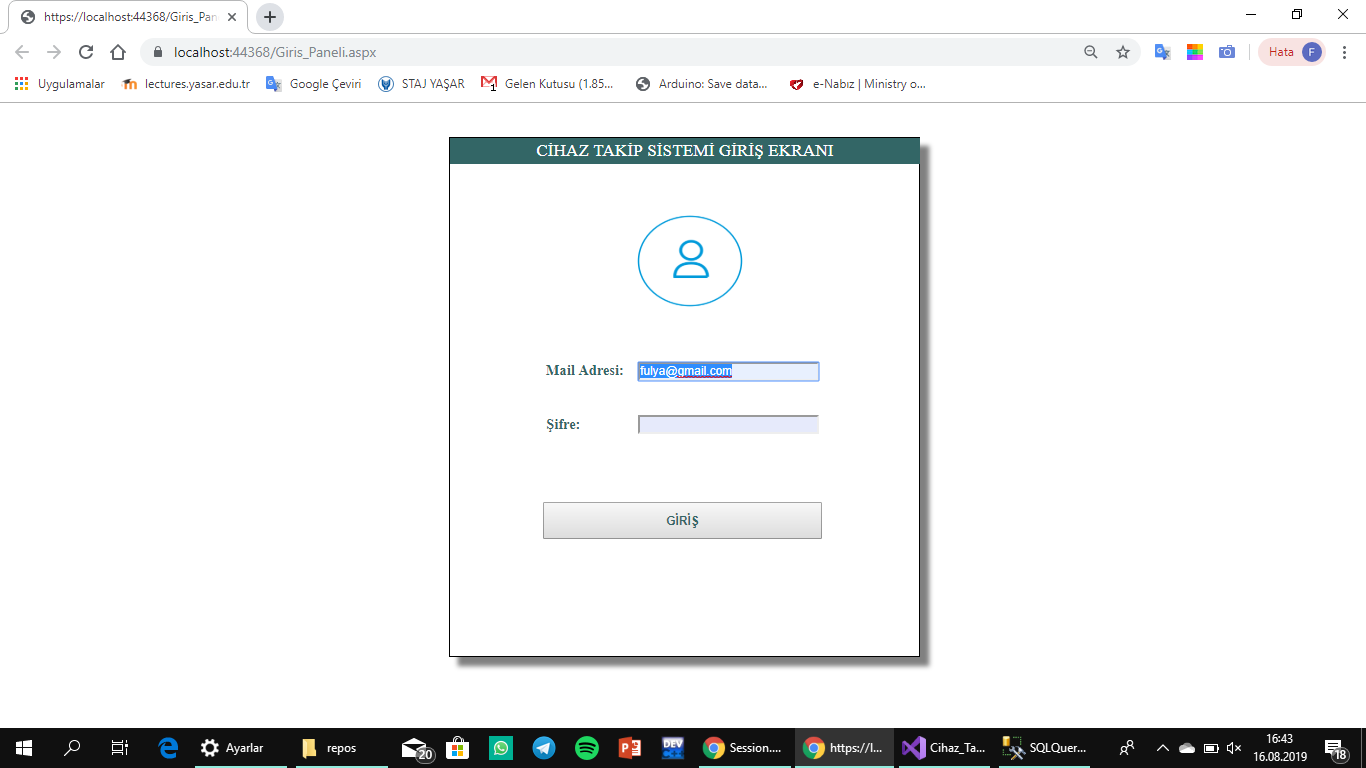 https://localhost:44368/Giris_Pan
localhost:44368/Giris_Paneli.aspx
Hata F
Uygulamalar lectures.yasar.edu.tr Google Çeviri STAJ YAŞAR Gelen Kutusu (1.85... Arduino: Save data... e-Nabız | Ministry o...
CİHAZ TAKİP SİSTEMİ GİRİŞ EKRANI
Mail Adresi: fulya@gmail.com
Şifre:
GİRİŞ
Ayarlar repos 20 DEV Session.... https://l... Cihaz_Ta... SQLQuer... 16:43
16.08.2019 18